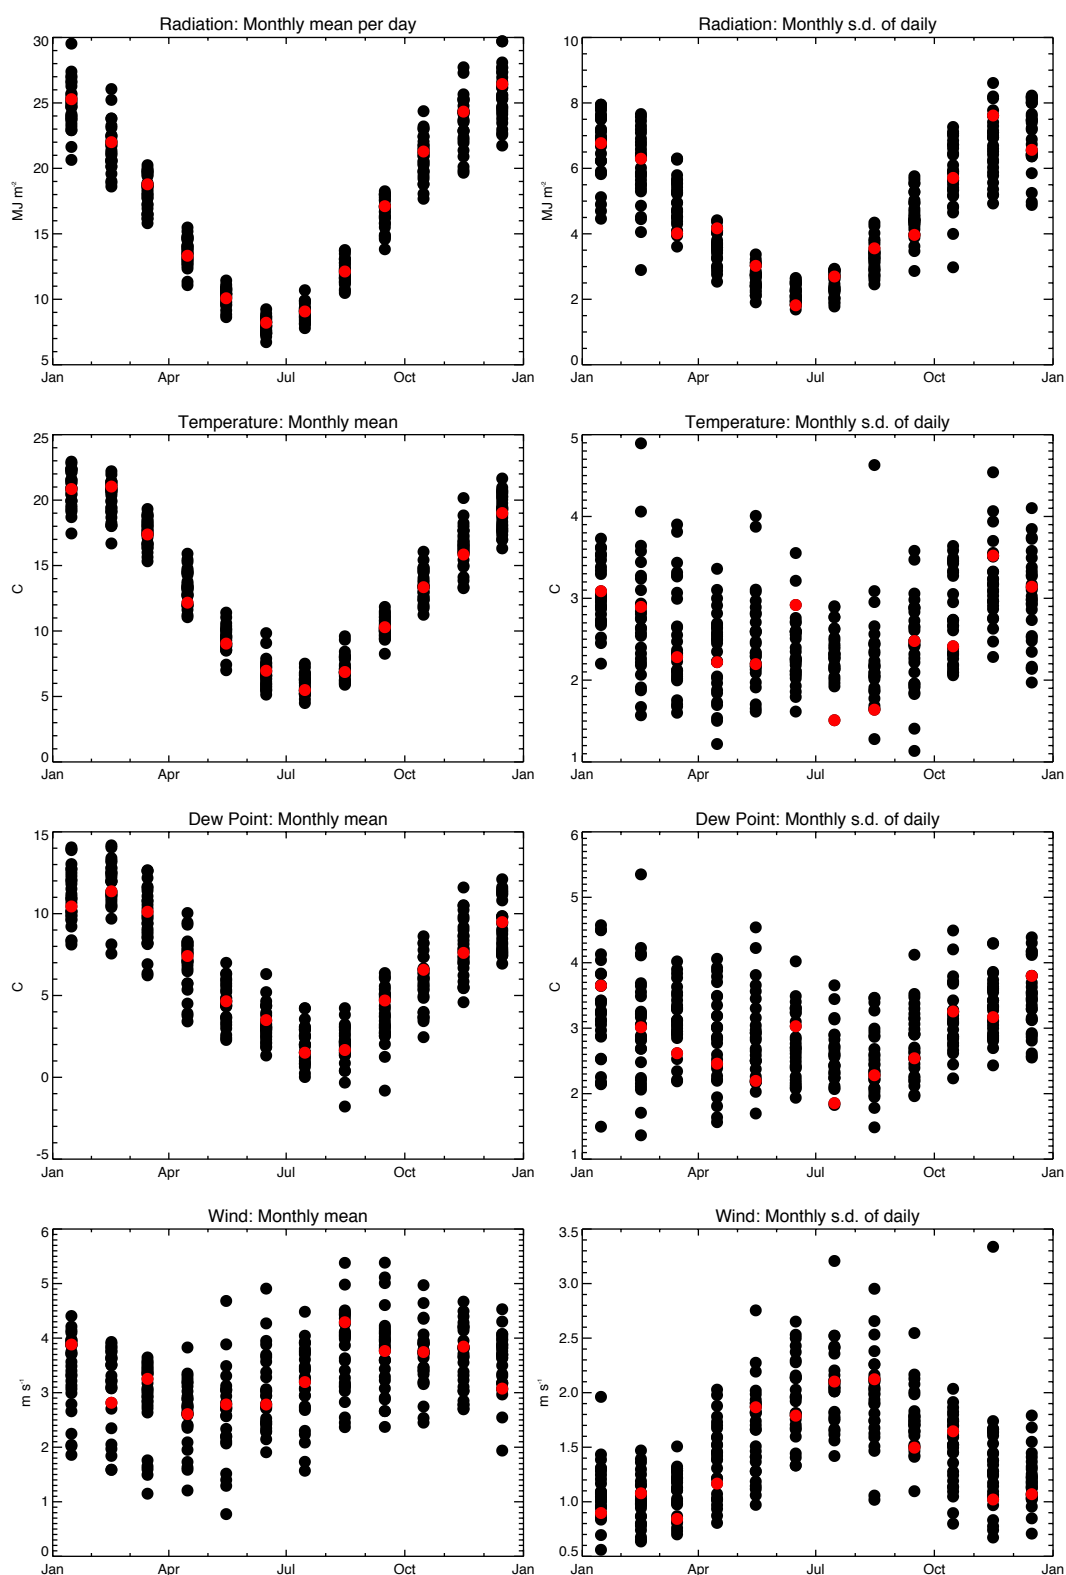 Radiation: Monthly mean per day
30
25
20
15
10
5
MJ m⁻²
Jan Apr Jul Oct Jan
Radiation: Monthly s.d. of daily
10
8
6
4
2
0
MJ m⁻²
Jan Apr Jul Oct Jan
Temperature: Monthly mean
25
20
15
10
5
0
C
Jan Apr Jul Oct Jan
Temperature: Monthly s.d. of daily
5
4
3
2
1
C
Jan Apr Jul Oct Jan
Dew Point: Monthly mean
15
10
5
0
-5
C
Jan Apr Jul Oct Jan
Dew Point: Monthly s.d. of daily
6
5
4
3
2
1
C
Jan Apr Jul Oct Jan
Wind: Monthly mean
6
5
4
3
2
1
0
m s⁻¹
Jan Apr Jul Oct Jan
Wind: Monthly s.d. of daily
3.5
3.0
2.5
2.0
1.5
1.0
0.5
m s⁻¹
Jan Apr Jul Oct Jan